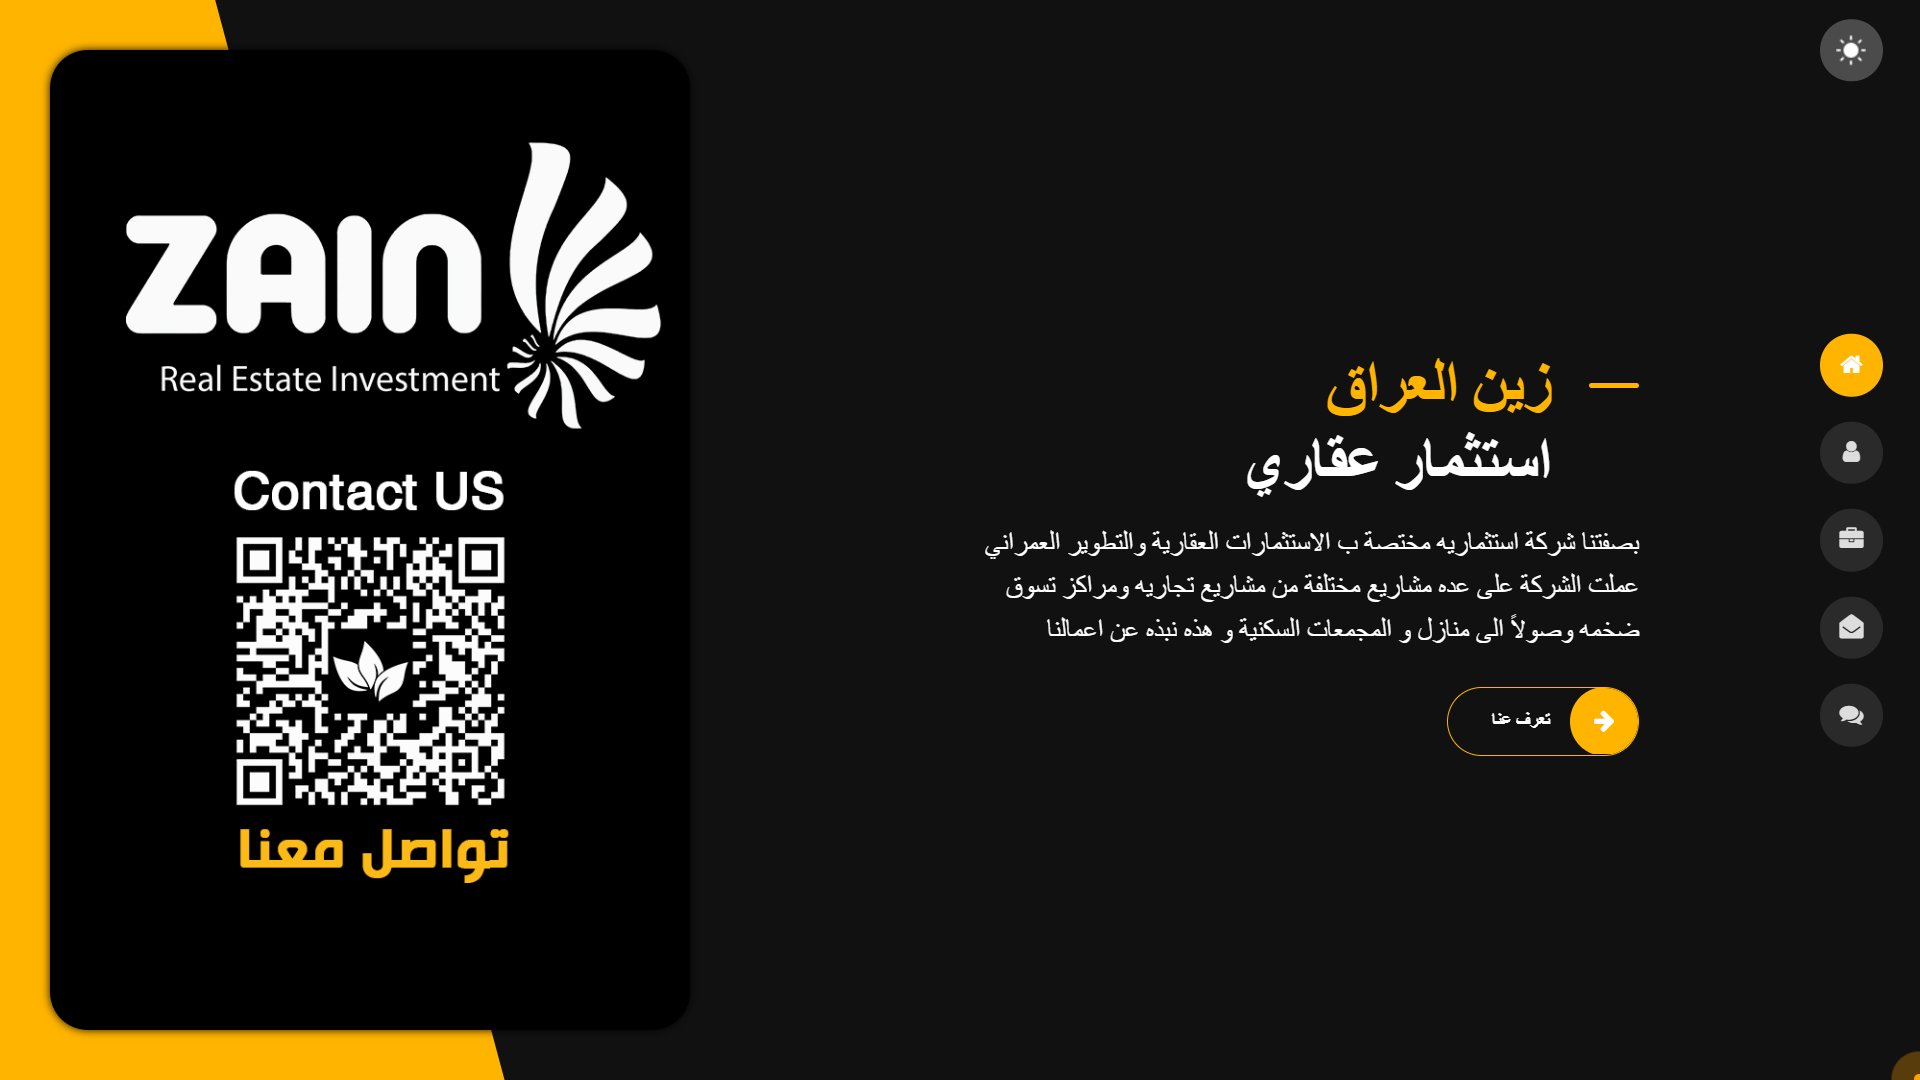 ZAIN
Real Estate Investment
Contact US
تواصل معنا
زين العراق
استثمار عقاري
بصفتنا شركة استثماريه مختصة ب الاستثمارات العقارية والتطوير العمراني
عملت الشركة على عده مشاريع مختلفة من مشاريع تجاريه ومراكز تسوق
ضخمه وصولاً الى منازل و المجمعات السكنية و هذه نبذه عن اعمالنا
تعرف عنا